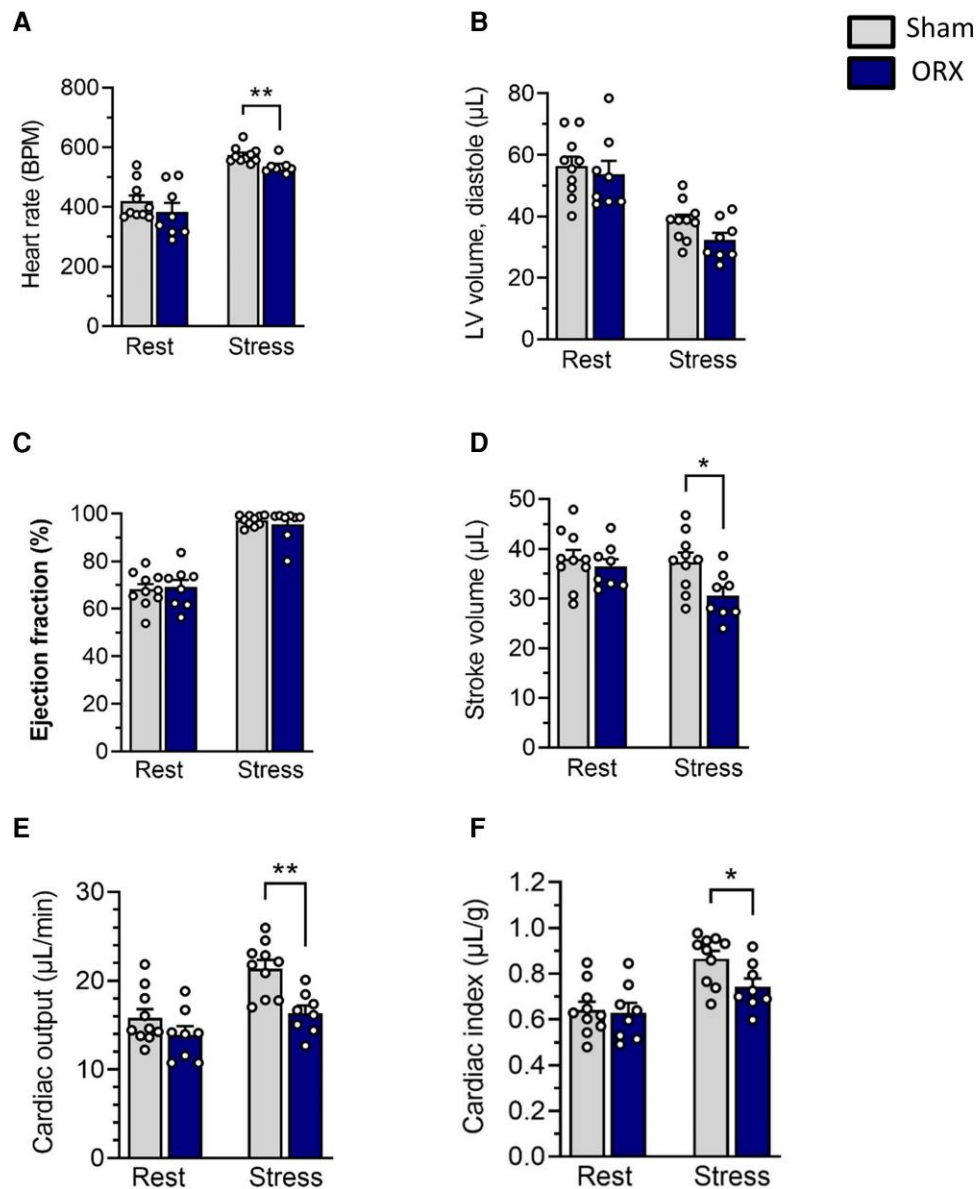 A
B
Sham
ORX
Heart rate (BPM)
800
600
400
200
0
**
Rest
Stress
LV volume, diastole (µL)
80
60
40
20
0
Rest
Stress
C
D
Ejection fraction (%)
100
80
60
40
20
0
Rest
Stress
Stroke volume (µL)
50
40
30
20
10
0
*
Rest
Stress
E
F
Cardiac output (µL/min)
30
20
10
0
**
Rest
Stress
Cardiac index (µL/g)
1.2
1.0
0.8
0.6
0.4
0.2
0.0
*
Rest
Stress